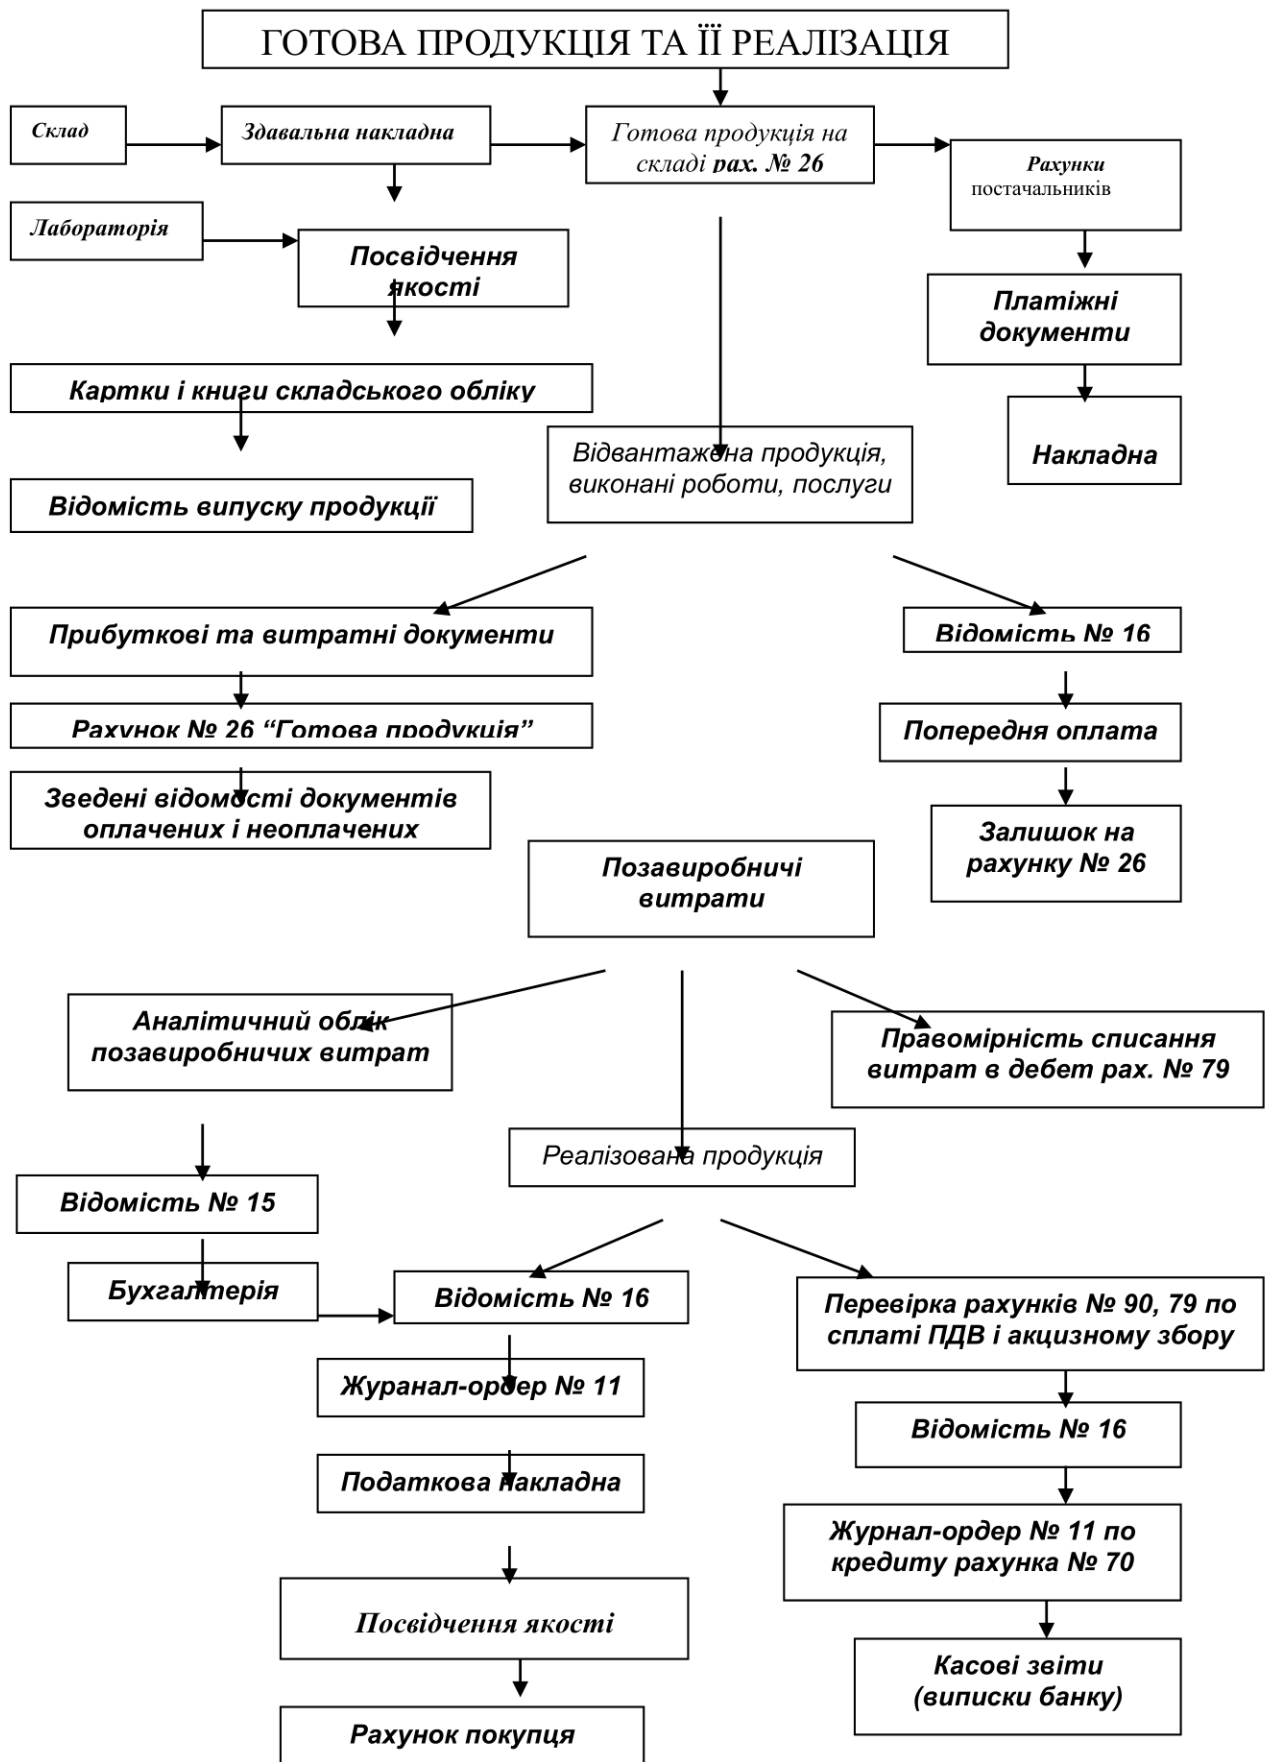 ГОТОВА ПРОДУКЦІЯ ТА ЇЇ РЕАЛІЗАЦІЯ
Склад
Здавальна накладна
Готова продукція на
складі рах. № 26
Рахунки
постачальників
Лабораторія
Посвідчення
якості
Платіжні
документи
Картки і книги складського обліку
Накладна
Відвантажена продукція,
виконані роботи, послуги
Відомість випуску продукції
Прибуткові та витратні документи
Відомість № 16
Рахунок № 26 “Готова продукція”
Попередня оплата
Зведені відомості документів
оплачених і неоплачених
Залишок на
рахунку № 26
Позавиробничі
витрати
Аналітичний облік
позавиробничих витрат
Правомірність списання
витрат в дебет рах. № 79
Реалізована продукція
Відомість № 15
Бухгалтерія
Відомість № 16
Перевірка рахунків № 90, 79 по
сплаті ПДВ і акцизному збору
Журанал-ордер № 11
Відомість № 16
Податкова накладна
Журнал-ордер № 11 по
кредиту рахунка № 70
Посвідчення якості
Касові звіти
(виписки банку)
Рахунок покупця